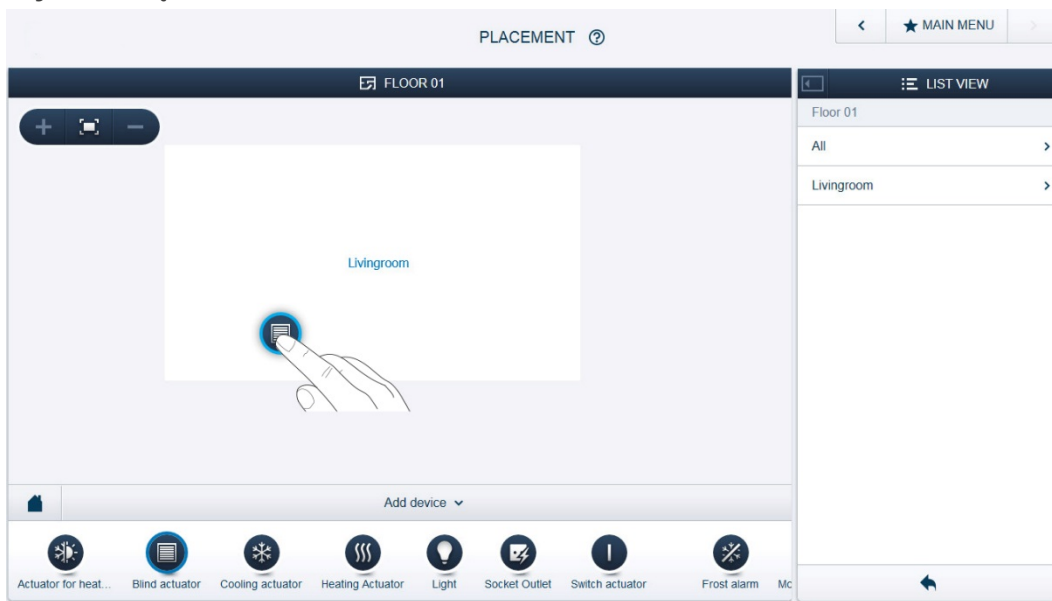 PLACEMENT ?
MAIN MENU
FLOOR 01
LIST VIEW
Floor 01
All
Livingroom
Livingroom
Add device
Actuator for heat...
Blind actuator
Cooling actuator
Heating Actuator
Light
Socket Outlet
Switch actuator
Frost alarm
Mc